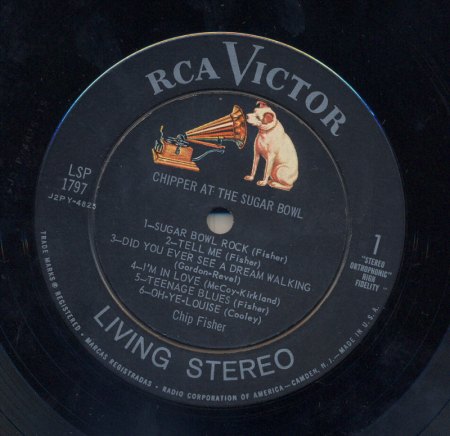 RCA VICTOR
CHIPPER AT THE SUGAR BOWL
LSP
1797
J2PY-4825
1
"STEREO
ORTHOPHONIC"
HIGH
FIDELITY
1-SUGAR BOWL ROCK (Fisher)
2-TELL ME (Fisher)
3-DID YOU EVER SEE A DREAM WALKING
(Gordon-Revel)
4-I'M IN LOVE (McCoy-Kirkland)
5-TEENAGE BLUES (Fisher)
6-OH-YE-LOUISE (Cooley)
Chip Fisher
LIVING STEREO
TRADE MARKS ® REGISTERED • MARCAS REGISTRADAS • RADIO CORPORATION OF AMERICA—CAMDEN, N. J.—MADE IN U.S.A.